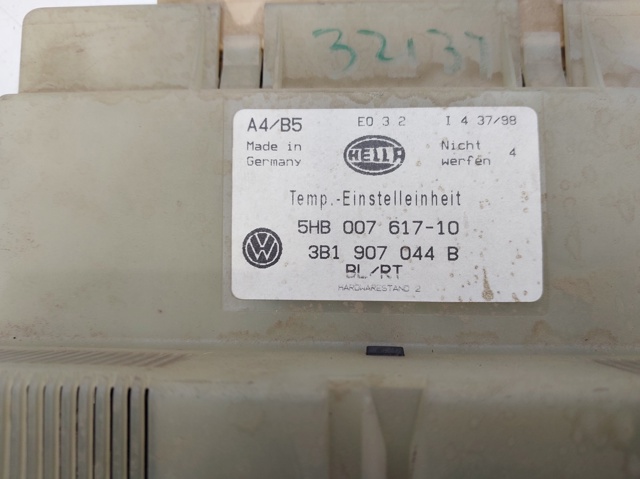 32137
A4/B5 E0 3 2 I 4 37/98
Made in Germany HELLA Nicht werfen 4
Temp.-Einstelleinheit
5HB 007 617-10
VW 3B1 907 044 B
BL/RT
HARDWARESTAND 2